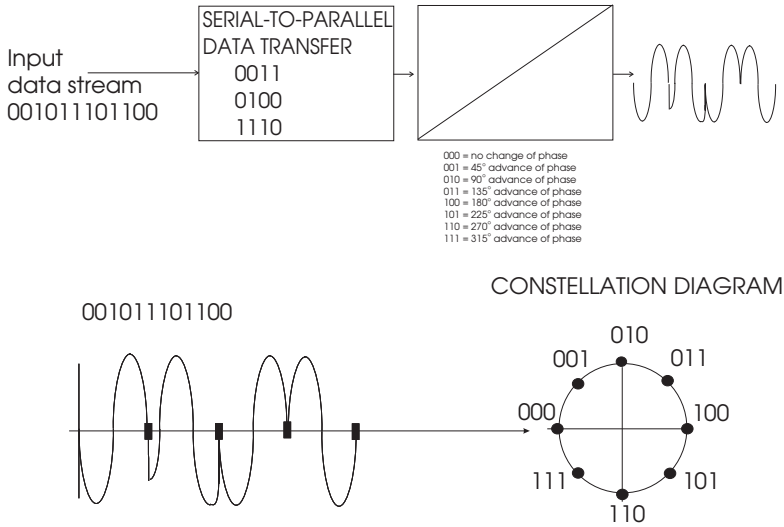 SERIAL-TO-PARALLEL
DATA TRANSFER
0011
0100
1110
Input
data stream
001011101100
000 = no change of phase
001 = 45° advance of phase
010 = 90° advance of phase
011 = 135° advance of phase
100 = 180° advance of phase
101 = 225° advance of phase
110 = 270° advance of phase
111 = 315° advance of phase
CONSTELLATION DIAGRAM
001011101100
010
001
011
000
100
111
101
110